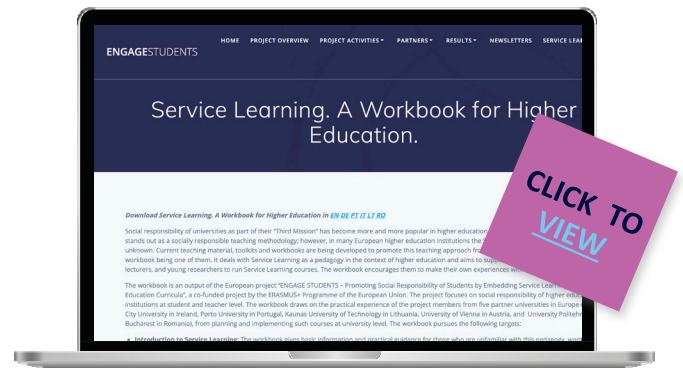 HOME PROJECT OVERVIEW PROJECT ACTIVITIES PARTNERS RESULTS NEWSLETTERS SERVICE LEAR
ENGAGESTUDENTS
Service Learning. A Workbook for Higher
Education.
CLICK TO
VIEW
Download Service Learning. A Workbook for Higher Education in EN DE PT IT LT RO
Social responsibility of universities as part of their "Third Mission" has become more and more popular in higher education
stands out as a socially responsible teaching methodology; however, in many European higher education institutions the
unknown. Current teaching material, toolkits and workbooks are being developed to promote this teaching approach
workbook being one of them. It deals with Service Learning as a pedagogy in the context of higher education and aims to
lecturers, and young researchers to run Service Learning courses. The workbook encourages them to make their own experiences
The workbook is an output of the European project "ENGAGE STUDENTS – Promoting Social Responsibility of Students by Embedding Service
Education Curricula", a co-funded project by the ERASMUS+ Programme of the European Union. The project focuses on social responsibility of higher
institutions at student and teacher level. The workbook draws on the practical experience of the project members from five partner universities in Europe
City University in Ireland, Porto University in Portugal, Kaunas University of Technology in Lithuania, University of Vienna in Austria, and University
Bucharest in Romania), from planning and implementing such courses at university level. The workbook pursues the following targets:
Introduction to Service Learning: The workbook gives basic information and practical guidance for those who are unfamiliar with this pedagogy,